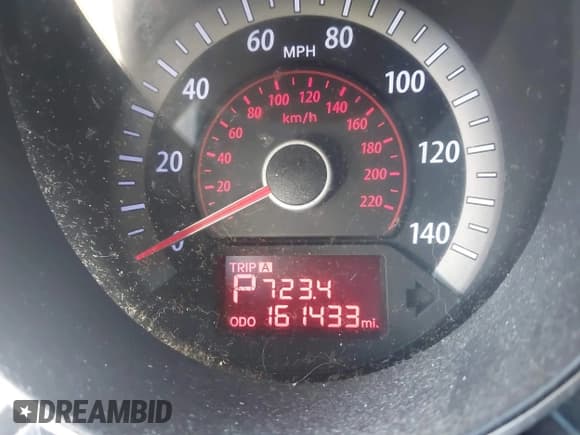 60 MPH 80
40 100
20 120
0 140
80 100 120 140
60 km/h 160
40 180
20 200
220
TRIP A
P 723.4
ODO 161433 mi.
DREAMBID